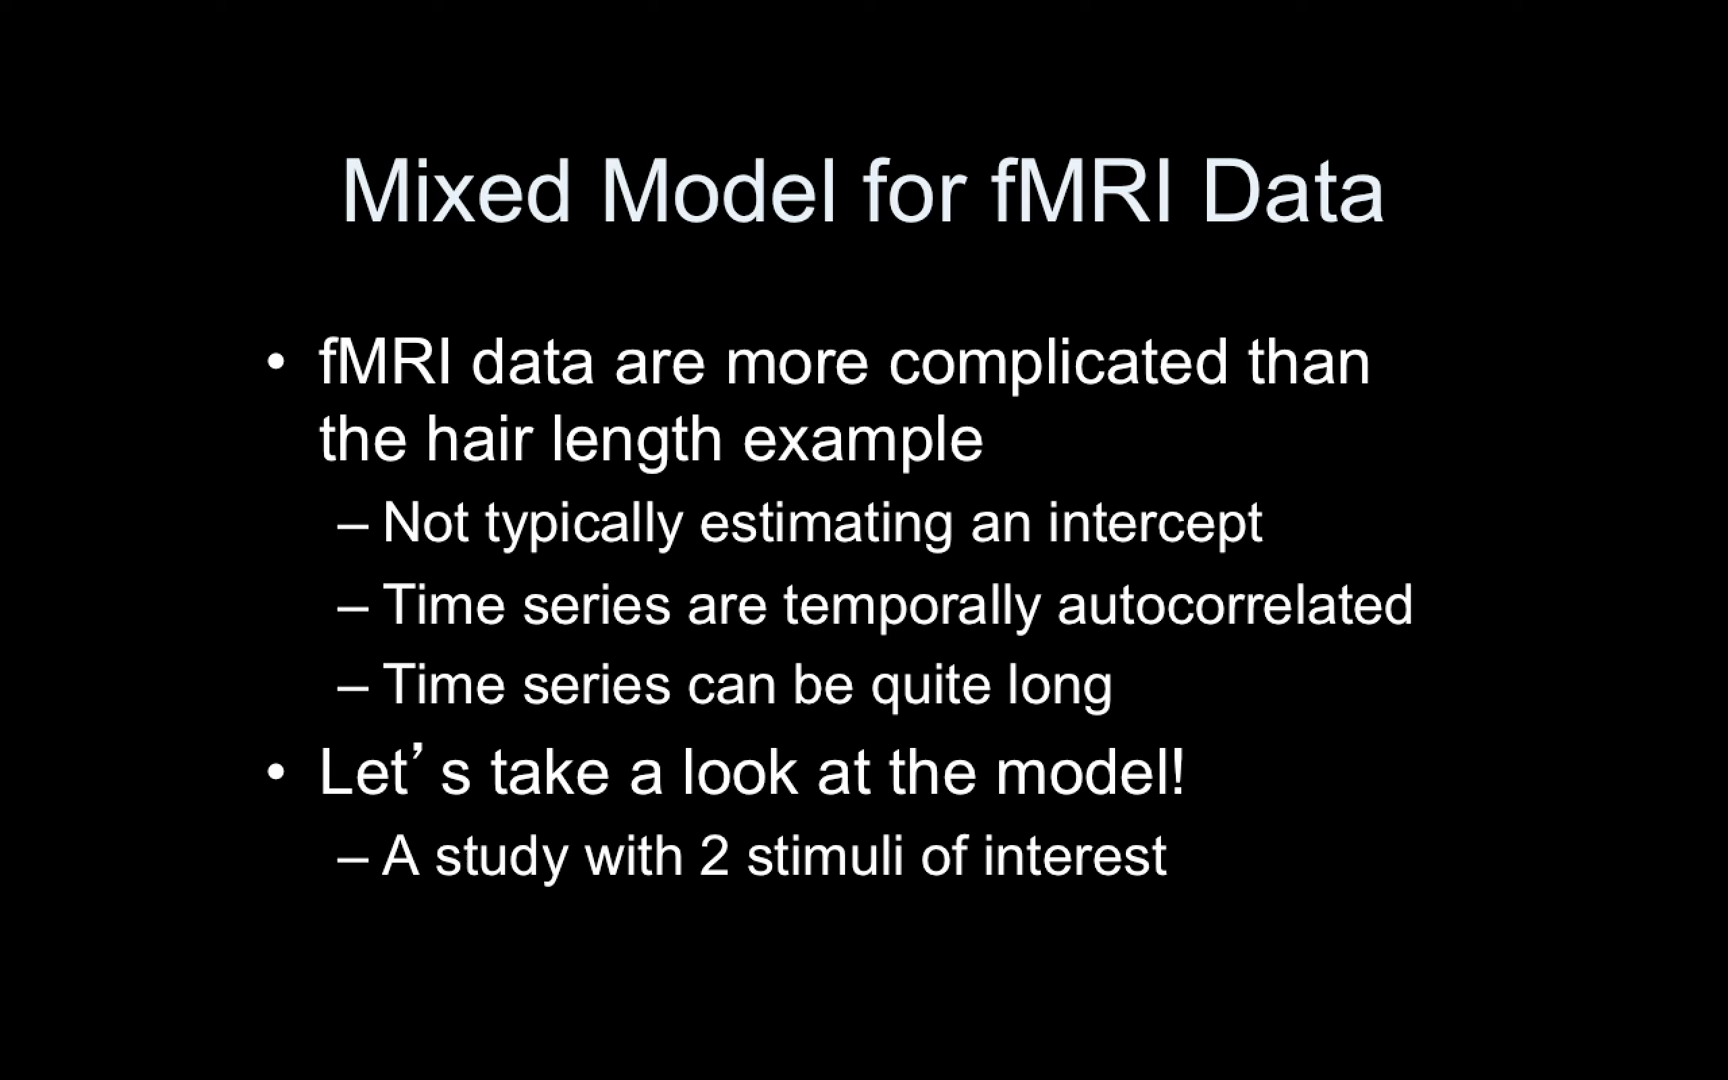 Mixed Model for fMRI Data
• fMRI data are more complicated than
the hair length example
– Not typically estimating an intercept
– Time series are temporally autocorrelated
– Time series can be quite long
• Let’s take a look at the model!
– A study with 2 stimuli of interest